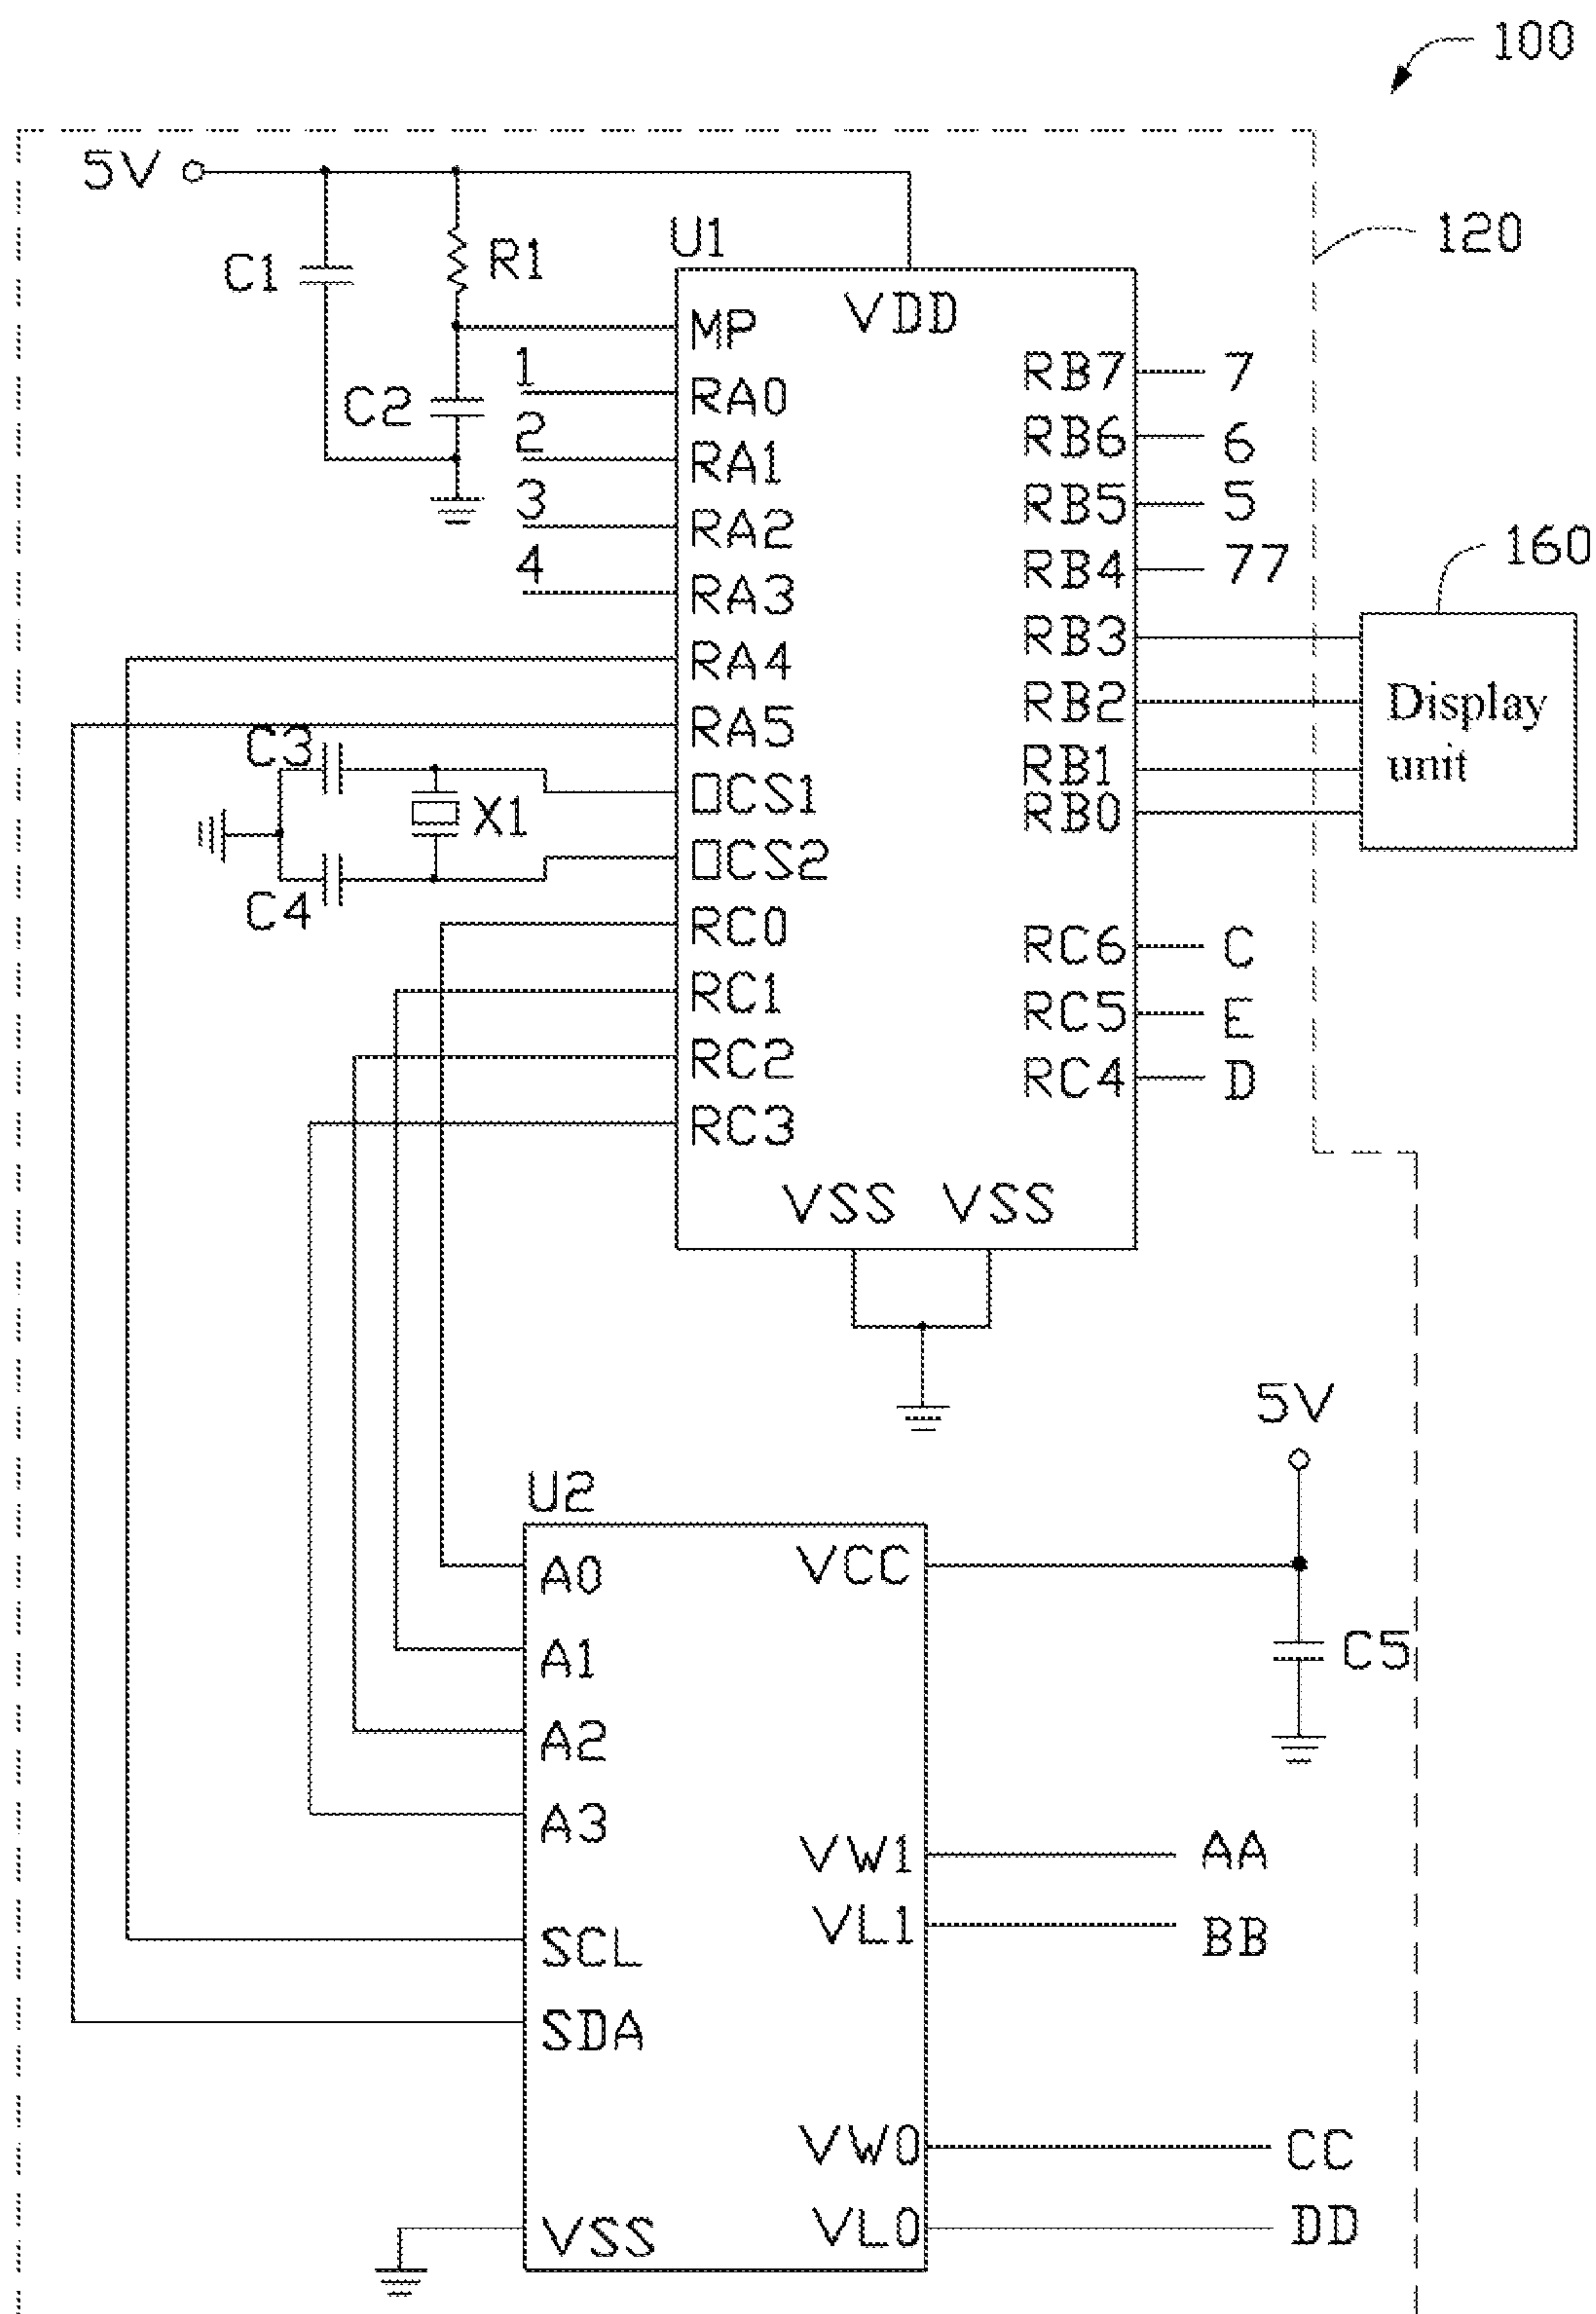 100
5V
120
U1
R1
C1
VDD
MP
1
RB7 7
C2
RA0
2
RB6 6
RA1
3
RB5 5
RA2
4
RB4 77
160
RA3
RB3
RA4
RB2
Display
unit
RA5
C3
RB1
OCS1
X1
RB0
OCS2
C4
RC0
RC6 C
RC1
RC5 E
RC2
RC4 D
RC3
VSS VSS
5V
U2
A0
VCC
A1
C5
A2
A3
VW1 AA
VL1 BB
SCL
SDA
VW0 CC
VSS
VL0 DD